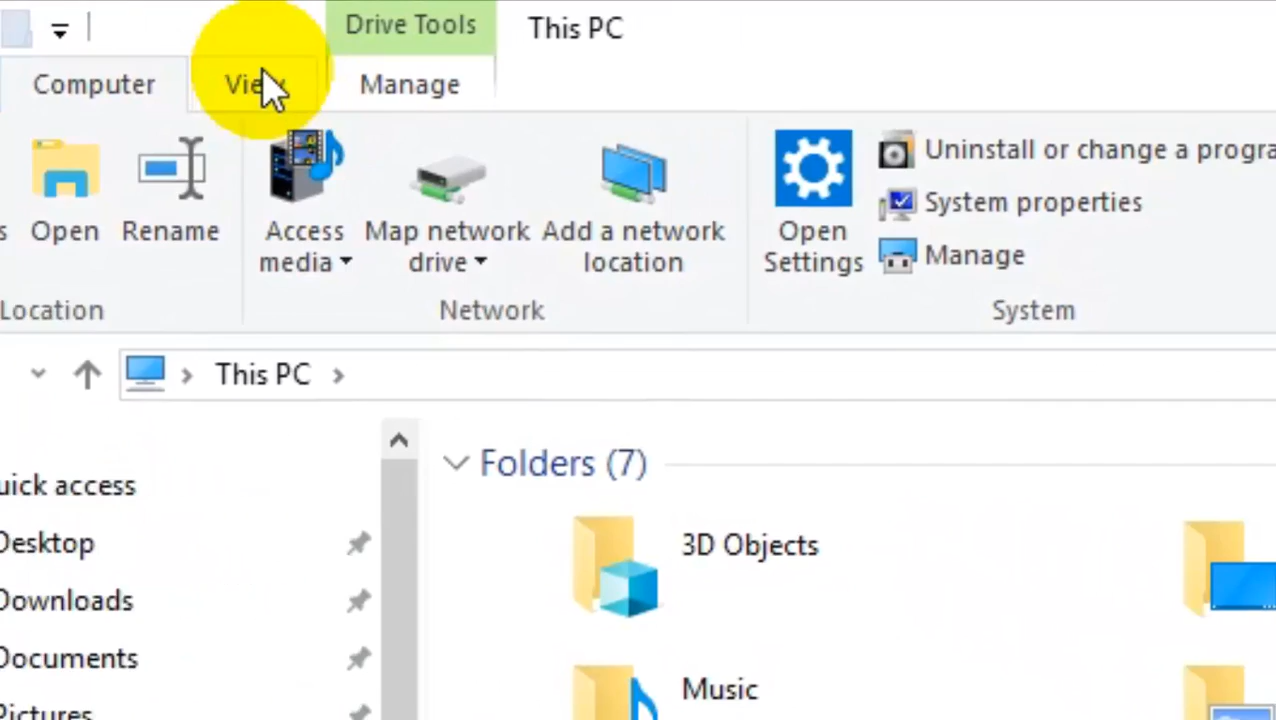 Drive Tools
This PC
Computer
View
Manage
Open
Rename
Access
media
Map network
drive
Add a network
location
Open
Settings
Uninstall or change a progra
System properties
Manage
Location
Network
System
This PC
uick access
Desktop
Downloads
Documents
Pictures
Folders (7)
3D Objects
Music